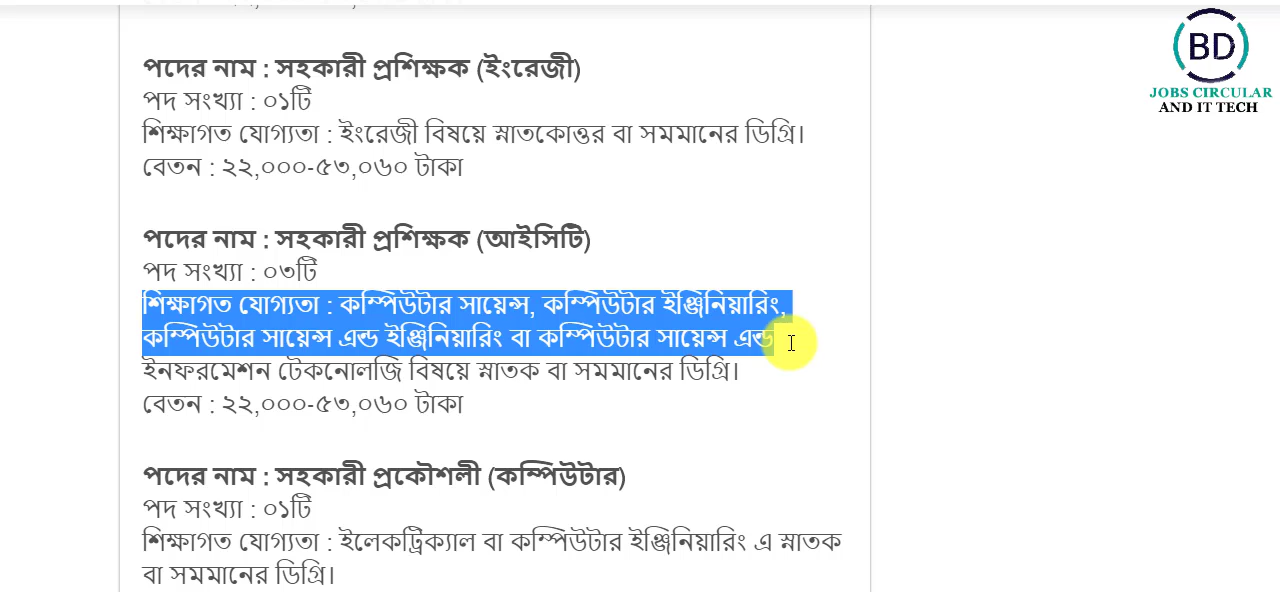 পদের নাম : সহকারী প্রশিক্ষক (ইংরেজী)
পদ সংখ্যা : ০১টি
শিক্ষাগত যোগ্যতা : ইংরেজী বিষয়ে স্নাতকোত্তর বা সমমানের ডিগ্রি।
বেতন : ২২,০০০-৫৩,০৬০ টাকা
পদের নাম : সহকারী প্রশিক্ষক (আইসিটি)
পদ সংখ্যা : ০৩টি
শিক্ষাগত যোগ্যতা : কম্পিউটার সায়েন্স, কম্পিউটার ইঞ্জিনিয়ারিং,
কম্পিউটার সায়েন্স এন্ড ইঞ্জিনিয়ারিং বা কম্পিউটার সায়েন্স এন্ড
ইনফরমেশন টেকনোলজি বিষয়ে স্নাতক বা সমমানের ডিগ্রি।
বেতন : ২২,০০০-৫৩,০৬০ টাকা
পদের নাম : সহকারী প্রকৌশলী (কম্পিউটার)
পদ সংখ্যা : ০১টি
শিক্ষাগত যোগ্যতা : ইলেকট্রিক্যাল বা কম্পিউটার ইঞ্জিনিয়ারিং এ স্নাতক
বা সমমানের ডিগ্রি।
BD
JOBS CIRCULAR
AND IT TECH